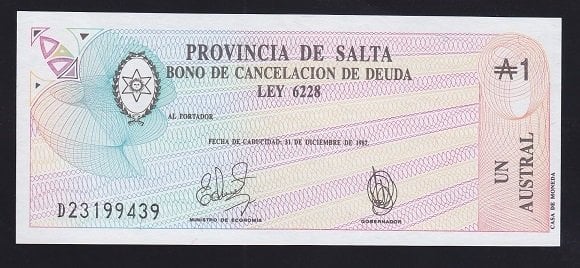 PROVINCIA DE SALTA
BONO DE CANCELACION DE DEUDA
LEY 6228
₳1
AL PORTADOR
FECHA DE CADUCIDAD: 31 DE DICIEMBRE DE 1987.
UN
AUSTRAL
D23199439
MINISTRO DE ECONOMIA
GOBERNADOR
CASA DE MONEDA